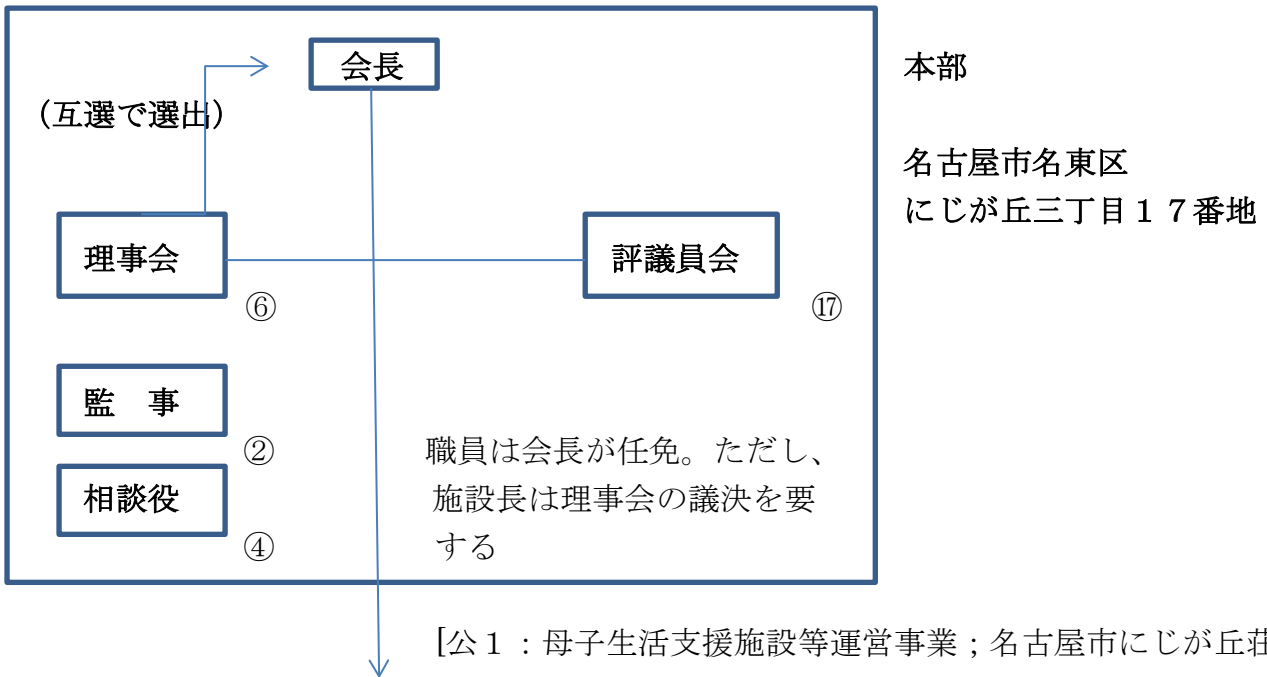 会長
本部
（互選で選出）
名古屋市名東区
にじが丘三丁目１７番地
理事会
評議員会
⑥
⑰
監　事
②
職員は会長が任免。ただし、
相談役
施設長は理事会の議決を要
④
する
[公１：母子生活支援施設等運営事業；名古屋市にじが丘荘